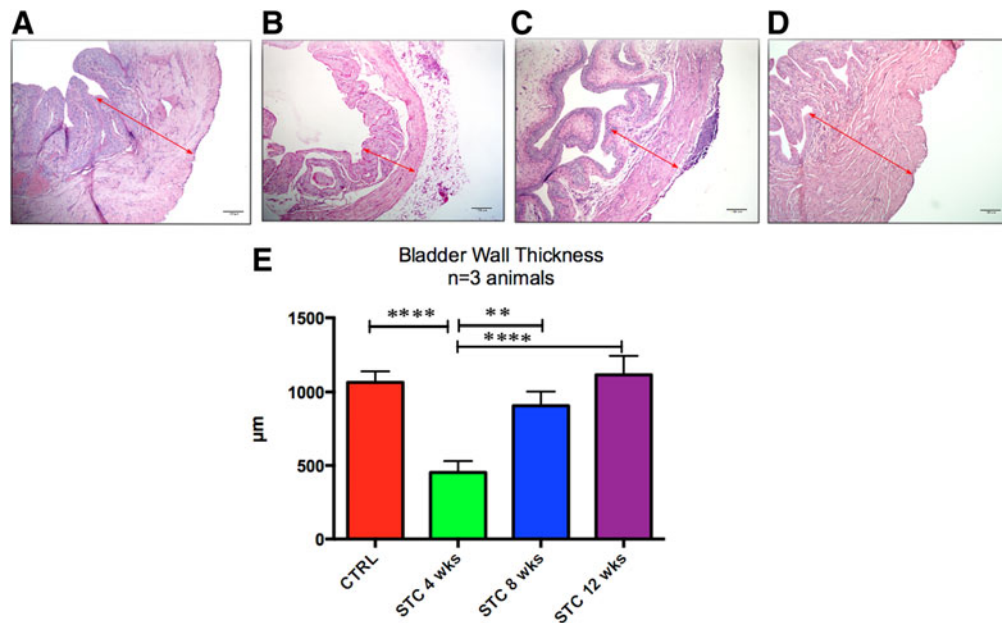 A
B
C
D
E
Bladder Wall Thickness
n=3 animals
1500
1000
500
0
µm
****
**
****
CTRL
STC 4 wks
STC 8 wks
STC 12 wks